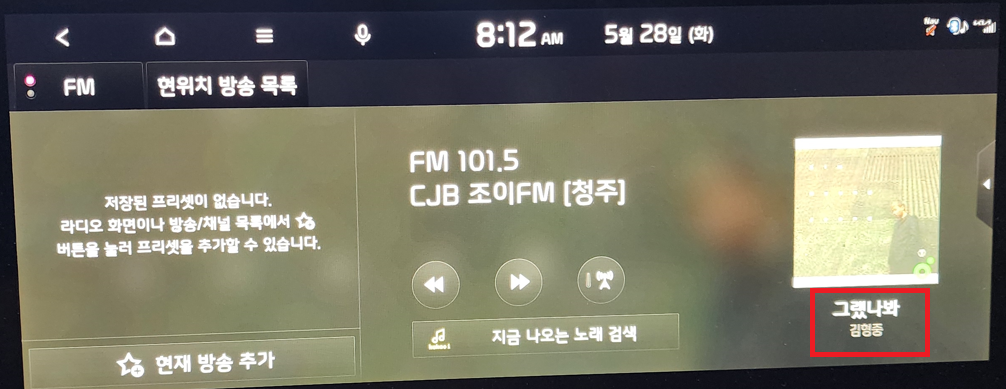 8:12 AM
5월 28일 (화)
Nav
FM
현위치 방송 목록
저장된 프리셋이 없습니다.
라디오 화면이나 방송/채널 목록에서
버튼을 눌러 프리셋을 추가할 수 있습니다.
현재 방송 추가
FM 101.5
CJB 조이FM [청주]
지금 나오는 노래 검색
그랬나봐
김형중